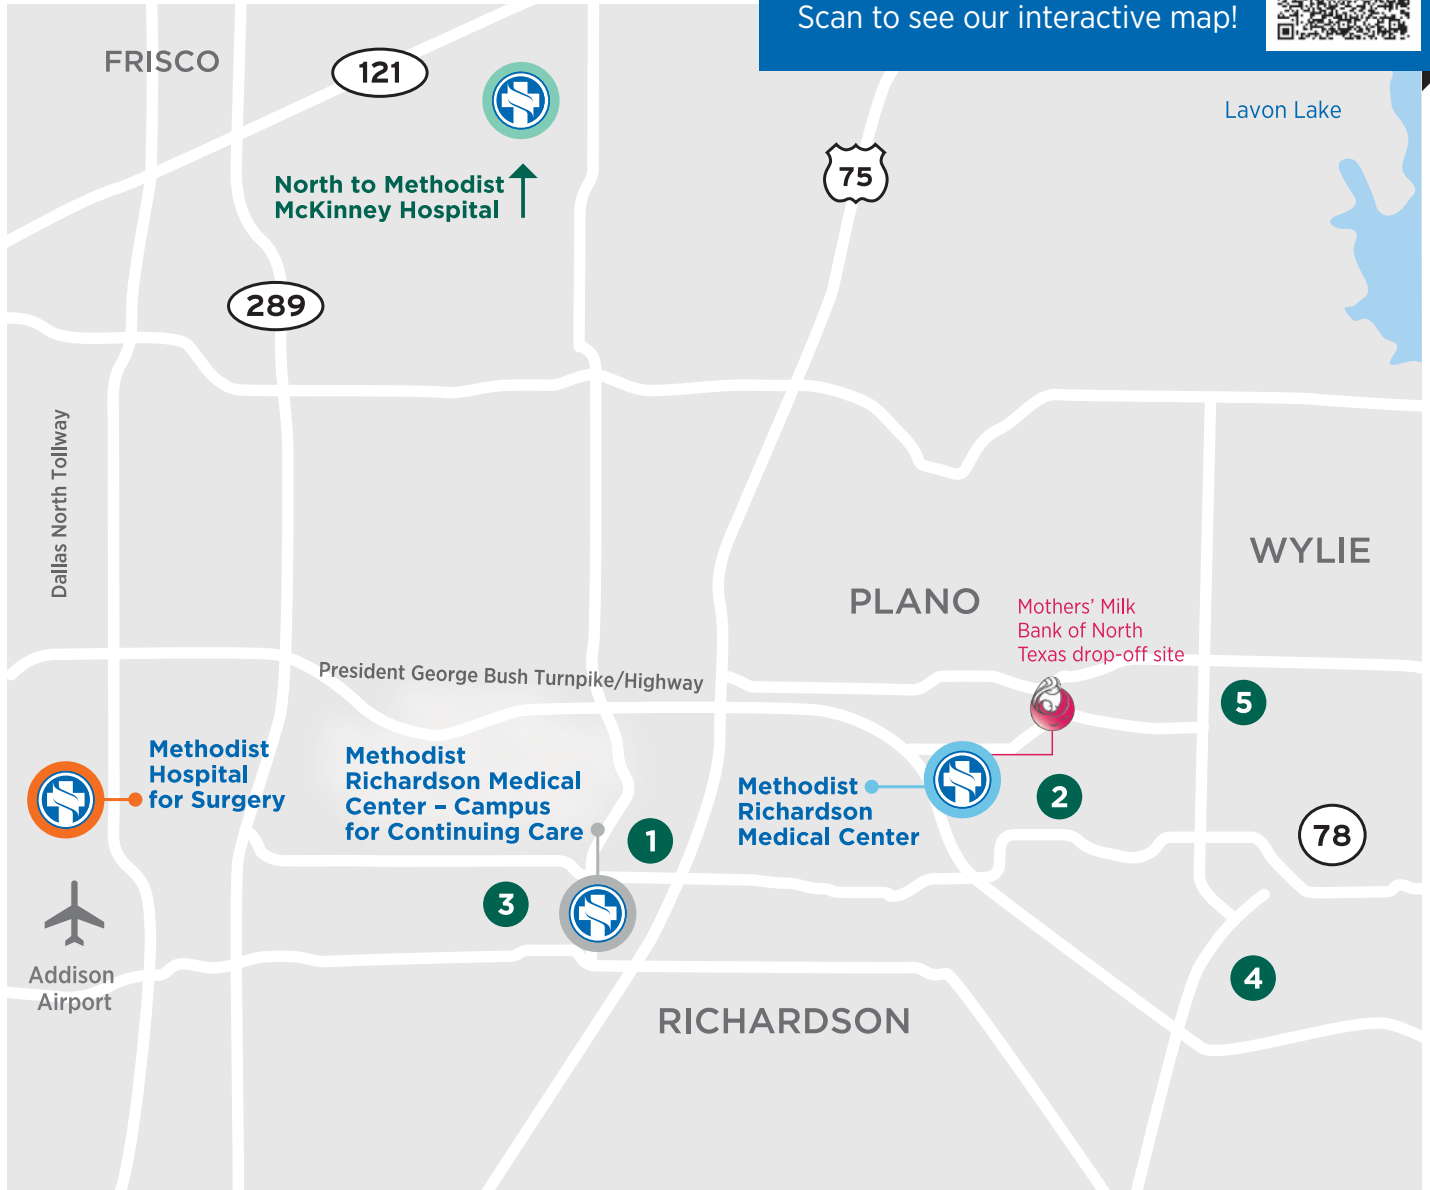 Scan to see our interactive map!
FRISCO
121
Lavon Lake
75
North to Methodist
McKinney Hospital
289
Dallas North Tollway
WYLIE
PLANO
Mothers' Milk
Bank of North
Texas drop-off site
President George Bush Turnpike/Highway
5
Methodist
Hospital
for Surgery
Methodist
Richardson Medical
Center – Campus
for Continuing Care
Methodist
Richardson
Medical Center
2
1
78
3
Addison
Airport
4
RICHARDSON